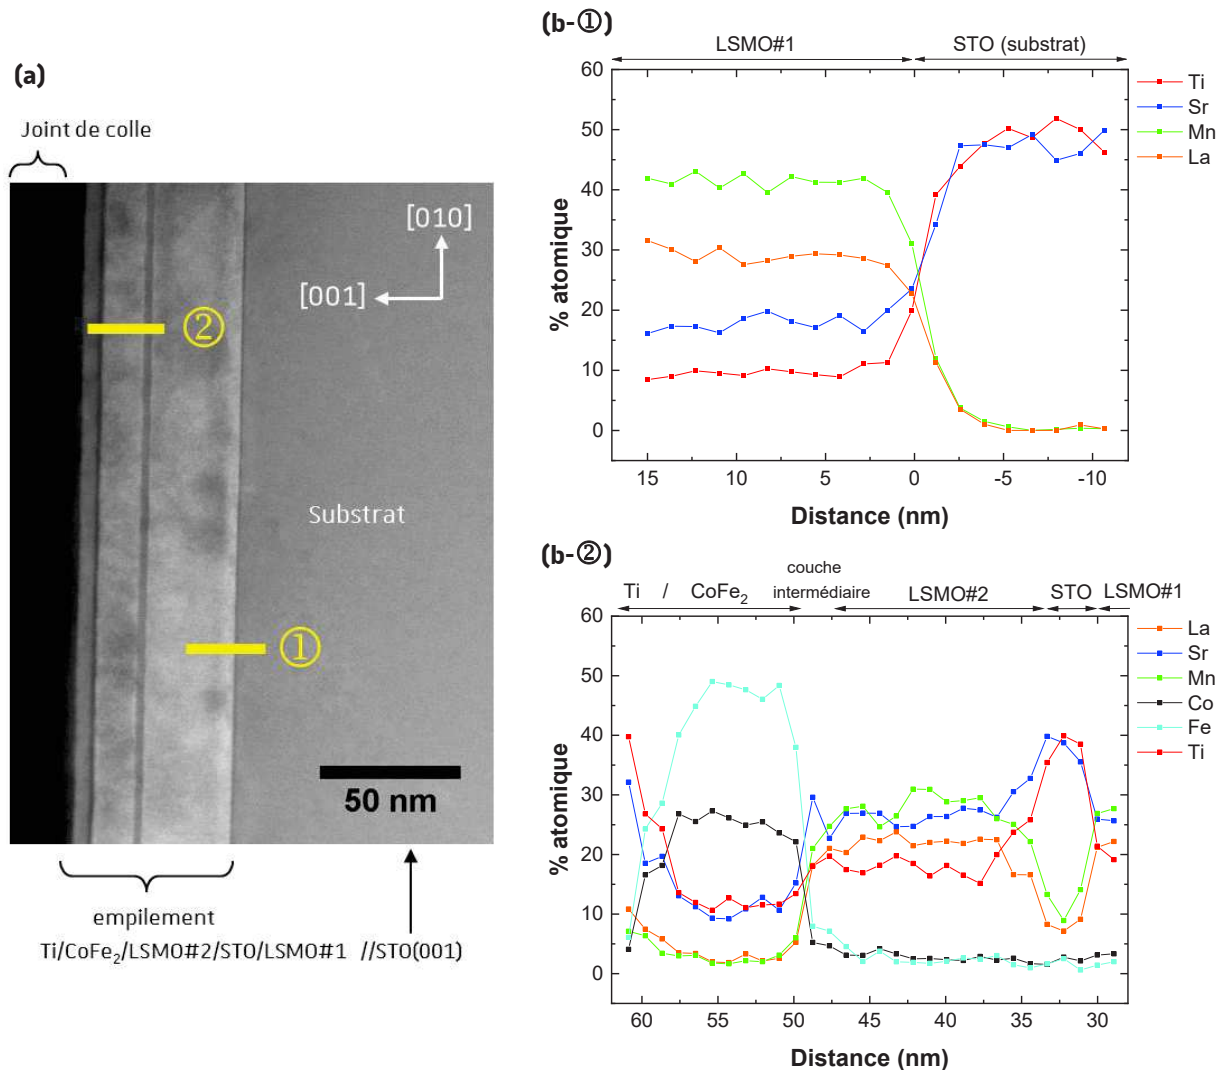 (a)
Joint de colle
[010]
[001]
②
Substrat
①
50 nm
empilement
Ti/CoFe₂/LSMO#2/STO/LSMO#1 //STO(001)
(b-①)
LSMO#1 STO (substrat)
60
50
40
30
20
10
0
% atomique
15 10 5 0 -5 -10
Distance (nm)
Ti
Sr
Mn
La
(b-②)
couche
Ti / CoFe₂ intermédiaire LSMO#2 STO LSMO#1
60
50
40
30
20
10
0
% atomique
60 55 50 45 40 35 30
Distance (nm)
La
Sr
Mn
Co
Fe
Ti